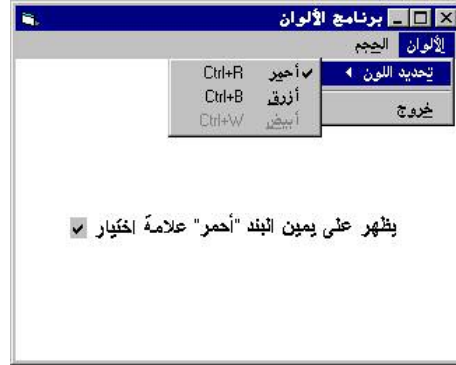 برنامج الألوان
الألوان الحجم
تحديد اللون
أحمر Ctrl+R
أزرق Ctrl+B
أبيض Ctrl+W
خروج
يظهر على يمين البند "أحمر" علامة اختيار ✔